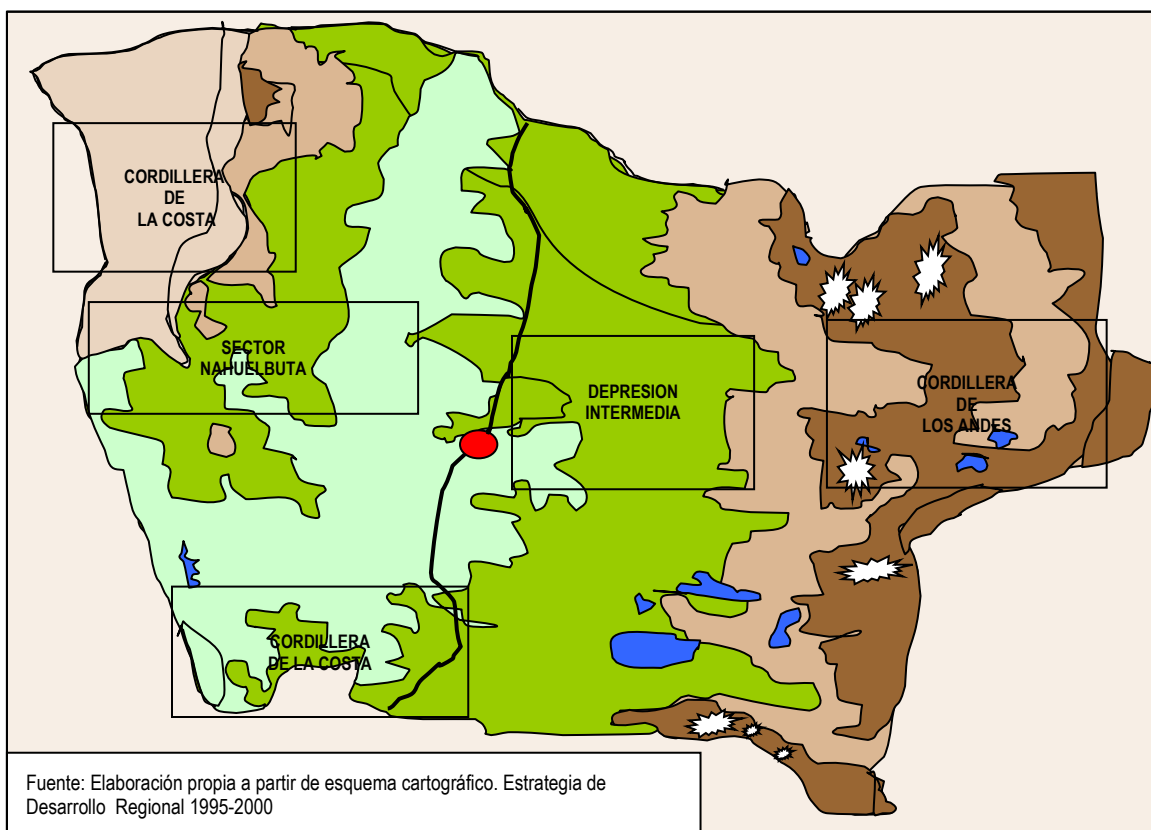 CORDILLERA
DE
LA COSTA
SECTOR
NAHUELBUTA
DEPRESION
INTERMEDIA
CORDILLERA
DE
LOS ANDES
CORDILLERA
DE LA COSTA
Fuente: Elaboración propia a partir de esquema cartográfico. Estrategia de
Desarrollo Regional 1995-2000